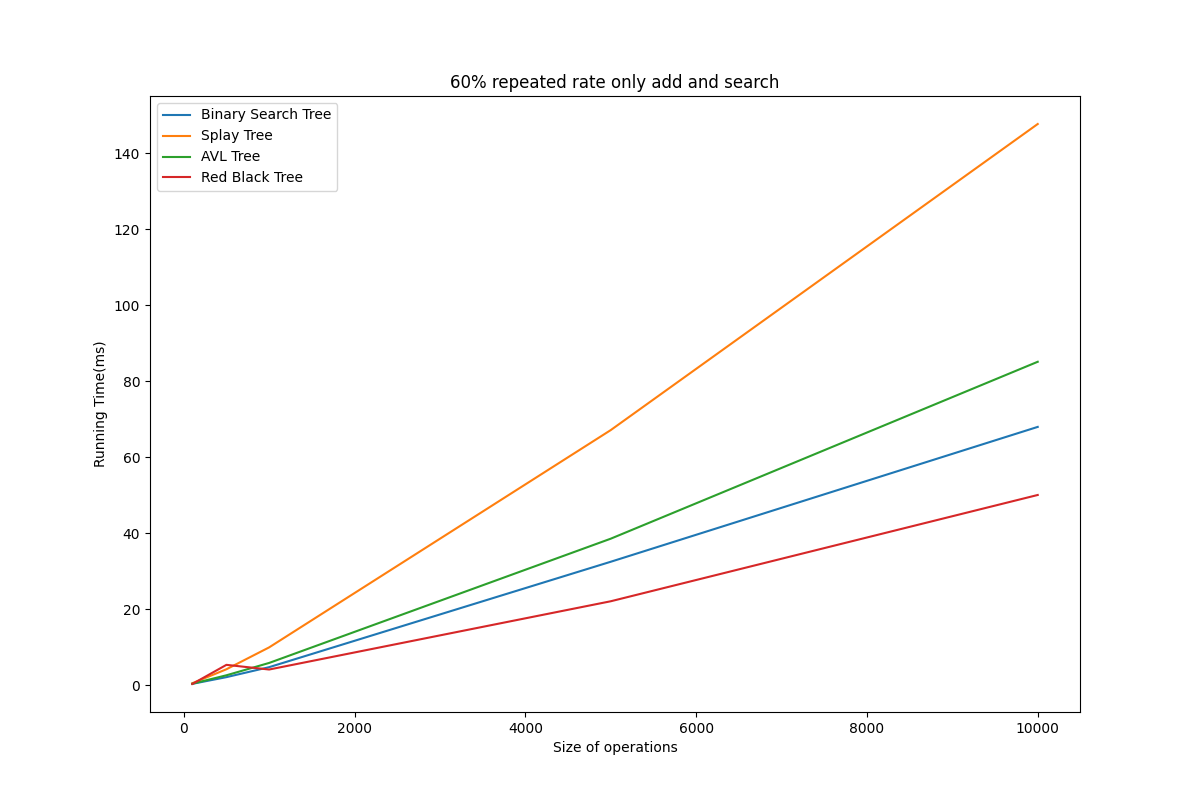 60% repeated rate only add and search
Binary Search Tree
Splay Tree
AVL Tree
Red Black Tree
Running Time(ms)
140
120
100
80
60
40
20
0
0 2000 4000 6000 8000 10000
Size of operations